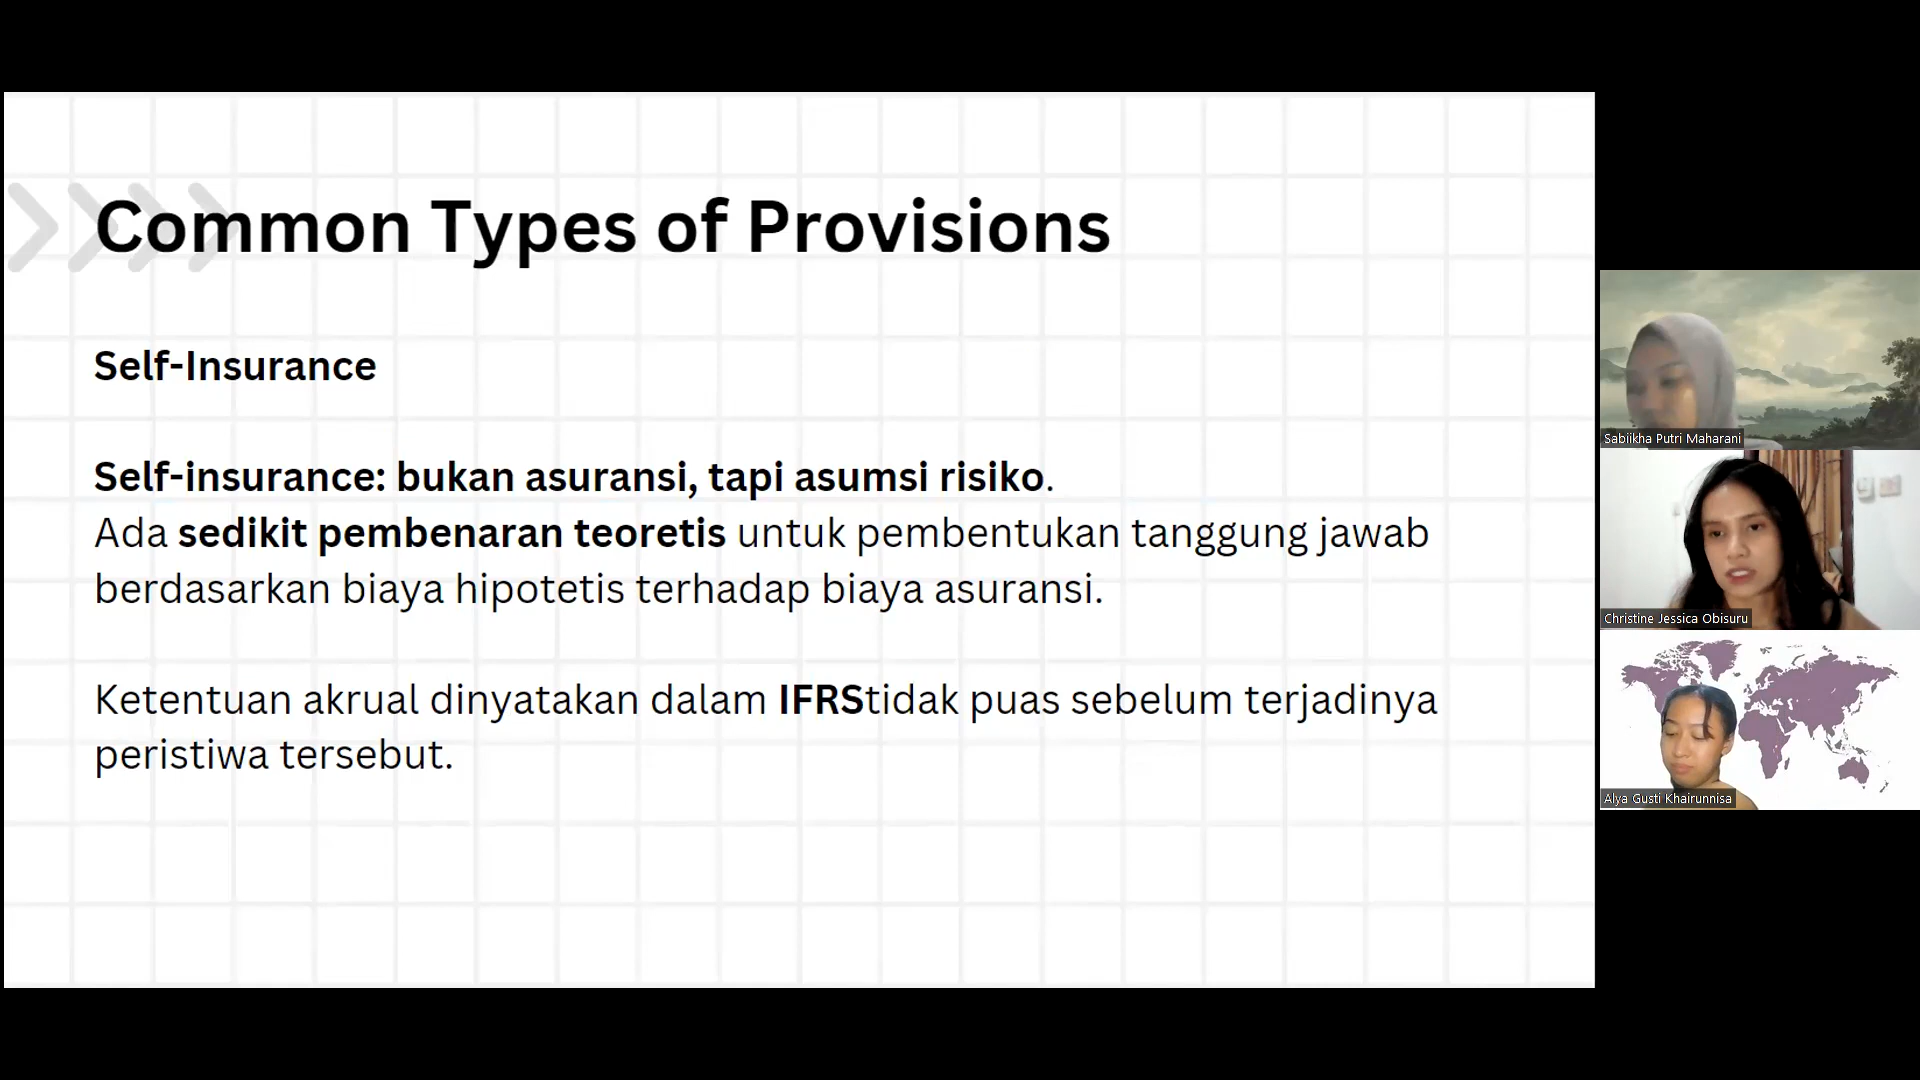 Common Types of Provisions
Self-Insurance
Self-insurance: bukan asuransi, tapi asumsi risiko.
Ada sedikit pembenaran teoretis untuk pembentukan tanggung jawab
berdasarkan biaya hipotetis terhadap biaya asuransi.
Ketentuan akrual dinyatakan dalam IFRStidak puas sebelum terjadinya
peristiwa tersebut.
Sabiikha Putri Maharani
Christine Jessica Obisuru
Alya Gusti Khairunnisa